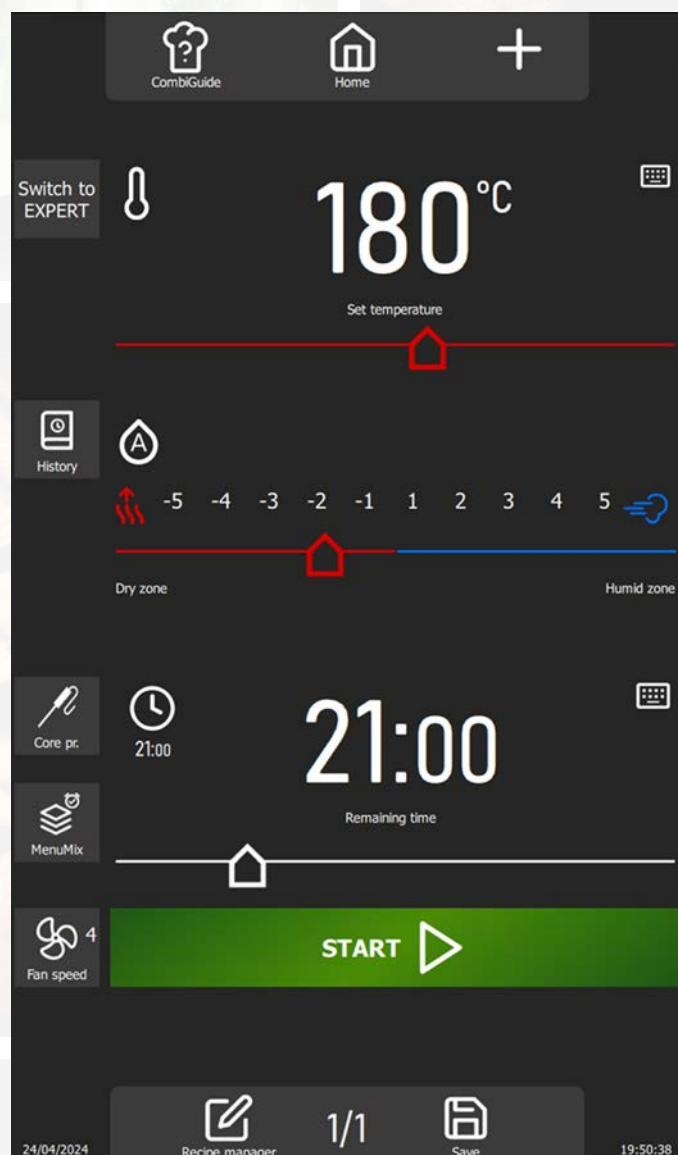 CombiGuide
Home
Switch to
EXPERT
180°C
Set temperature
History
A
-5 -4 -3 -2 -1 1 2 3 4 5
Dry zone
Humid zone
Core pr.
21:00
21:00
Remaining time
MenuMix
4
Fan speed
START
1/1
Recipe manager
Save
24/04/2024
19:50:38